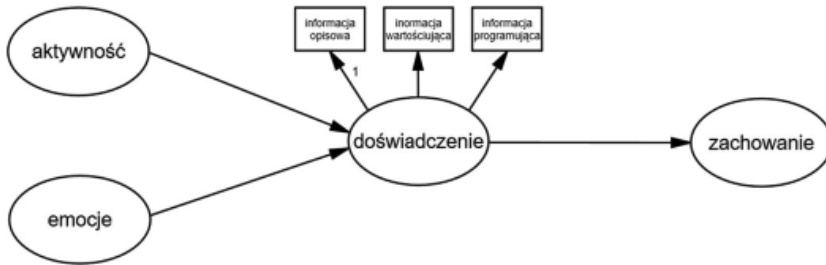 informacja
opisowa
inormacja
wartościująca
informacja
programująca
aktywność
1
doświadczenie
zachowanie
emocje